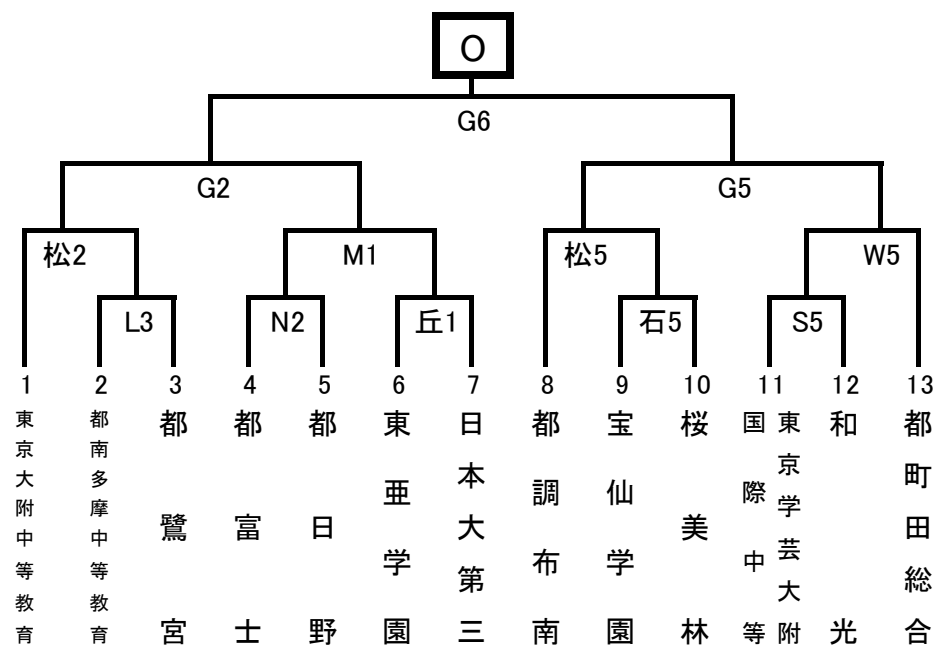 O
G6
G2
G5
松2
M1
松5
W5
L3
N2
丘1
石5
S5
1
2
3
4
5
6
7
8
9
10
11
12
13
東京大附中等教育
都南多摩中等教育
都鷺宮
都富士
都日野
東亜学園
日本大第三
都調布南
宝仙学園
桜美林
東京学芸大附
国際中等
和光
都町田総合